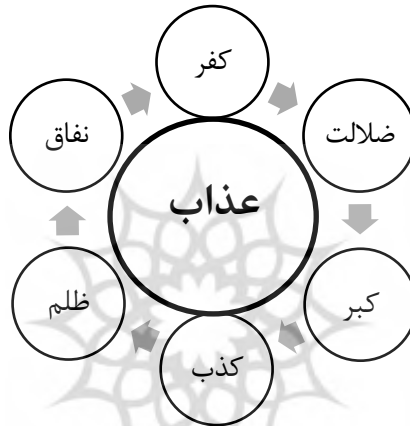 کفر
ضلالت
کبر
کذب
ظلم
نفاق
عذاب